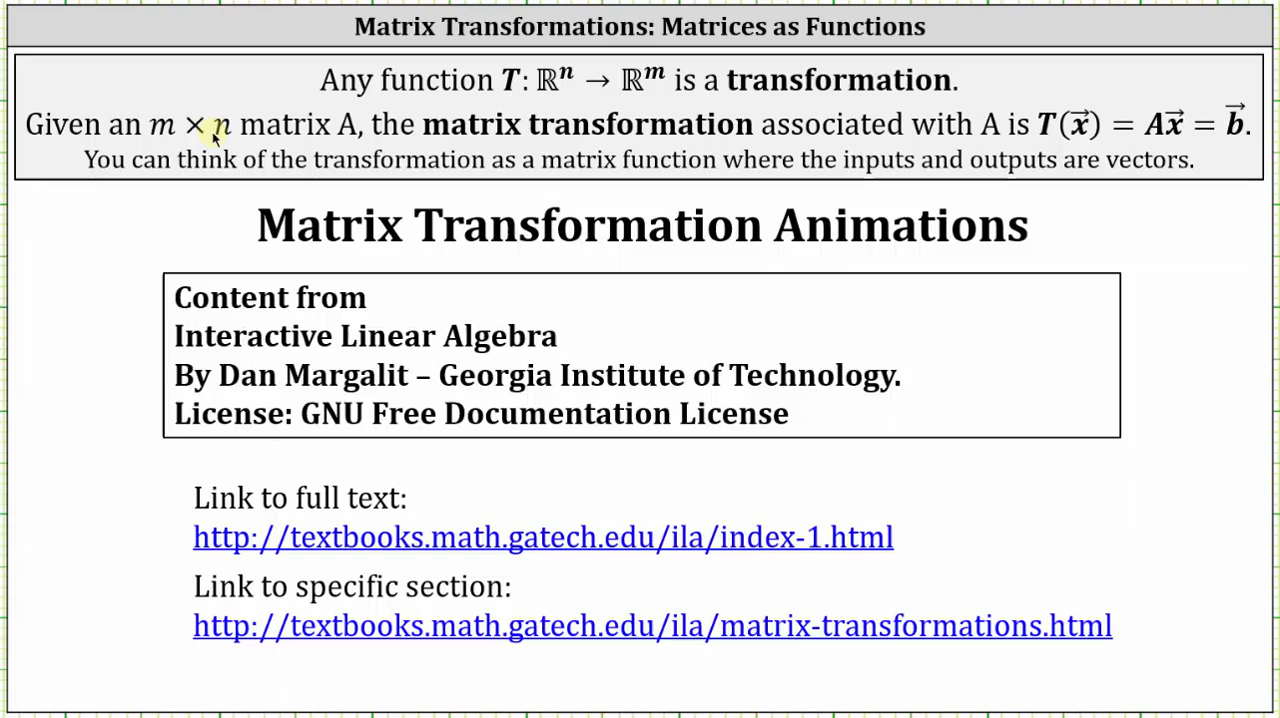 Matrix Transformations: Matrices as Functions
Any function T: ℝⁿ → ℝᵐ is a transformation.
Given an m × n matrix A, the matrix transformation associated with A is T(x⃗) = Ax⃗ = b⃗.
You can think of the transformation as a matrix function where the inputs and outputs are vectors.
Matrix Transformation Animations
Content from
Interactive Linear Algebra
By Dan Margalit – Georgia Institute of Technology.
License: GNU Free Documentation License
Link to full text:
http://textbooks.math.gatech.edu/ila/index-1.html
Link to specific section:
http://textbooks.math.gatech.edu/ila/matrix-transformations.html